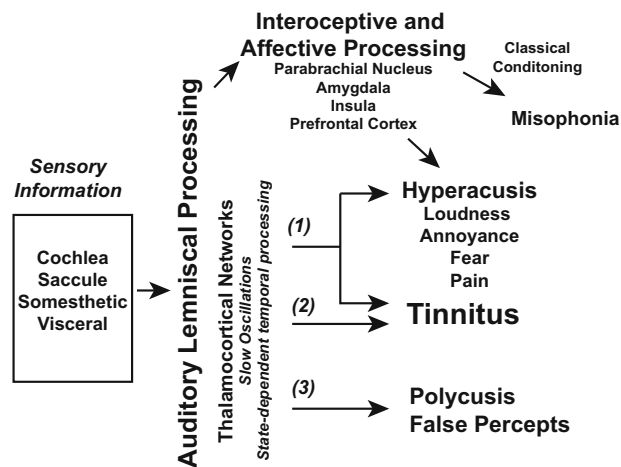 Sensory
Information
Cochlea
Saccule
Somesthetic
Visceral
Auditory Lemniscal Processing
Thalamocortical Networks
Slow Oscillations
State-dependent temporal processing
Interoceptive and
Affective Processing
Parabrachial Nucleus
Amygdala
Insula
Prefrontal Cortex
Classical
Conditoning
Misophonia
(1)
Hyperacusis
Loudness
Annoyance
Fear
Pain
(2)
Tinnitus
(3)
Polycusis
False Percepts